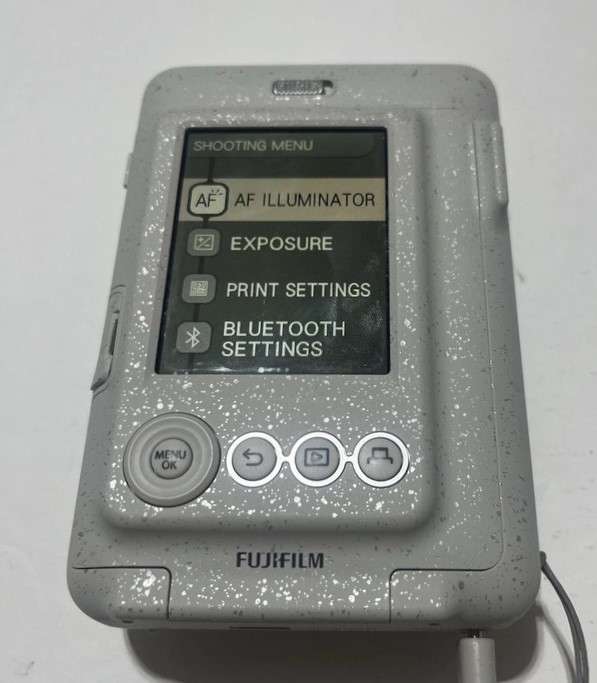 SHOOTING MENU
AF AF ILLUMINATOR
EXPOSURE
PRINT SETTINGS
BLUETOOTH
SETTINGS
MENU
OK
FUJIFILM